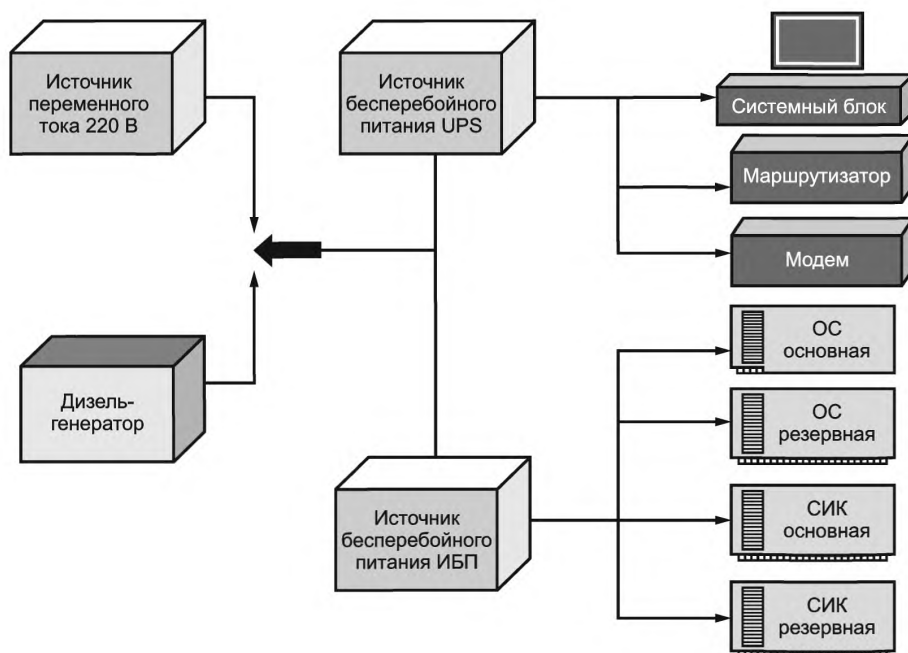 Источник
переменного
тока 220 В
Источник
бесперебойного
питания UPS
Системный блок
Маршрутизатор
Модем
Дизель-
генератор
Источник
бесперебойного
питания ИБП
ОС
основная
ОС
резервная
СИК
основная
СИК
резервная